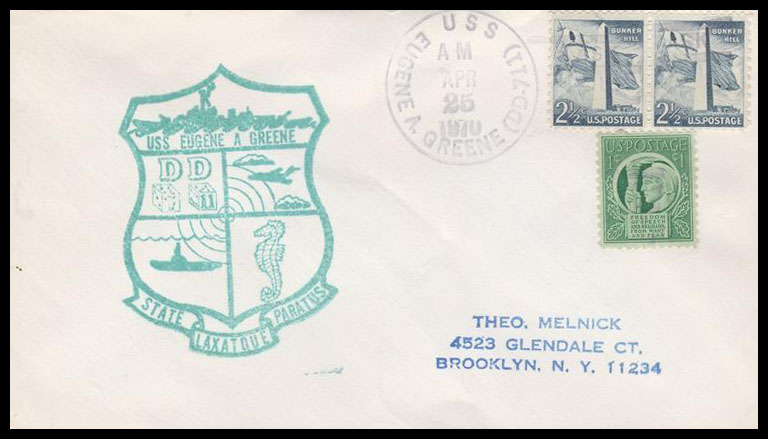 USS EUGENE A. GREENE (DD-711)
AM
APR
25
1970
BUNKER
HILL
2½¢ U.S. POSTAGE
BUNKER
HILL
2½¢ U.S. POSTAGE
U·S·POSTAGE
1¢ 1¢
FREEDOM
OF SPEECH
AND RELIGION,
FROM WANT
AND FEAR
USS EUGENE A GREENE
DD
11
STATE LAXATQUE PARATUS
THEO. MELNICK
4523 GLENDALE CT.
BROOKLYN, N. Y. 11234